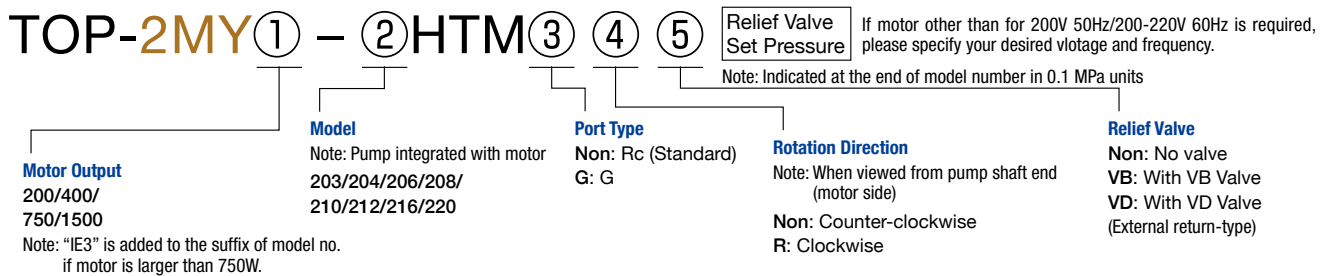 TOP-2MY① – ②HTM③ ④ ⑤
Relief Valve
Set Pressure
If motor other than for 200V 50Hz/200-220V 60Hz is required,
please specify your desired vlotage and frequency.
Note: Indicated at the end of model number in 0.1 MPa units
Motor Output
200/400/
750/1500
Note: “IE3” is added to the suffix of model no.
if motor is larger than 750W.
Model
Note: Pump integrated with motor
203/204/206/208/
210/212/216/220
Port Type
Non: Rc (Standard)
G: G
Rotation Direction
Note: When viewed from pump shaft end
(motor side)
Non: Counter-clockwise
R: Clockwise
Relief Valve
Non: No valve
VB: With VB Valve
VD: With VD Valve
(External return-type)